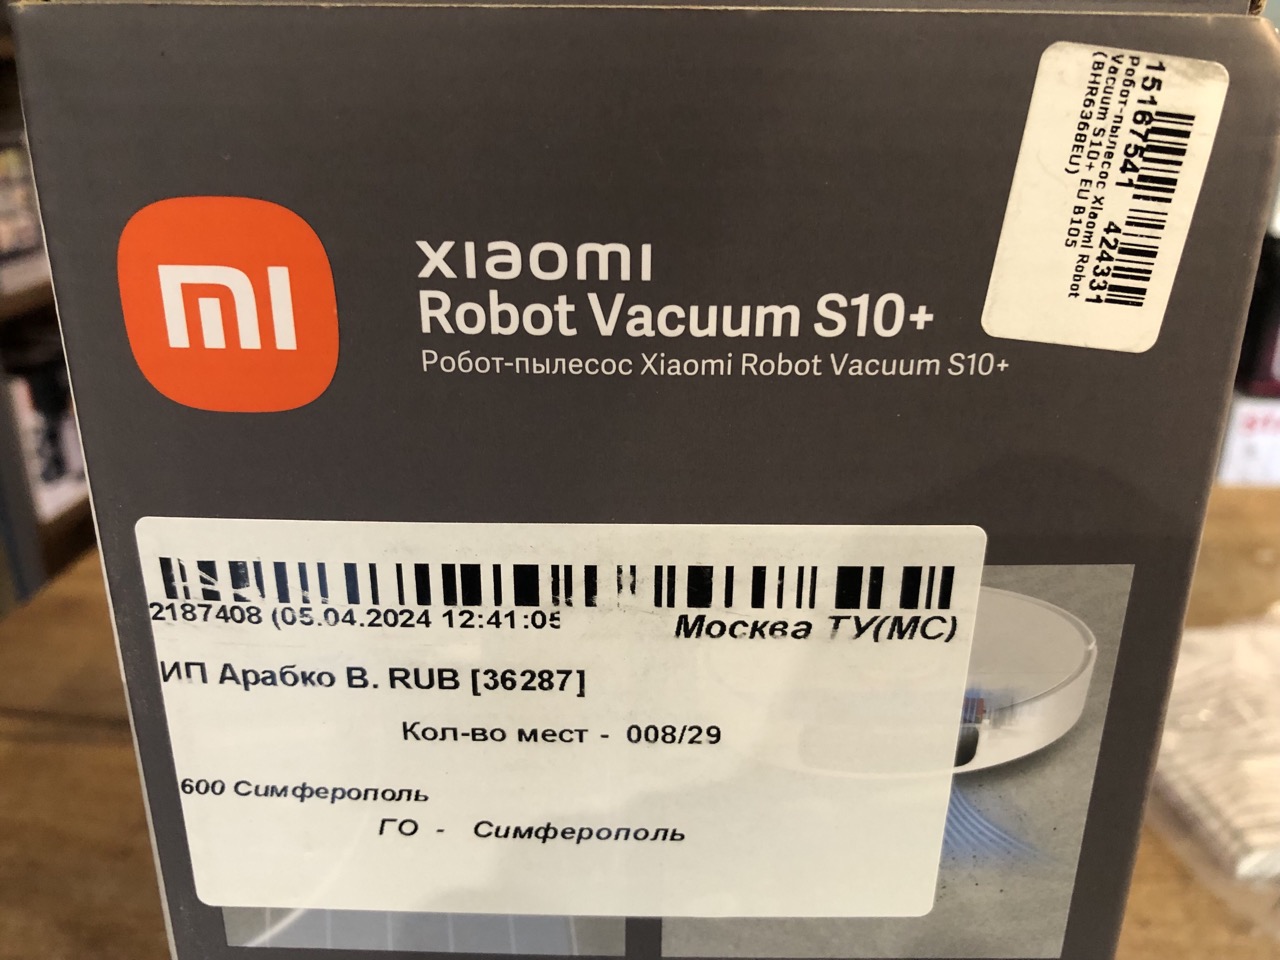 15167541 424331
Робот-пылесос Xiaomi Robot
Vacuum S10+ EU B105
(BHR6368EU)
mi
xiaomi
Robot Vacuum S10+
Робот-пылесос Xiaomi Robot Vacuum S10+
2187408 (05.04.2024 12:41:05
Москва ТУ(МС)
ИП Арабко В. RUB [36287]
Кол-во мест - 008/29
600 Симферополь
ГО - Симферополь